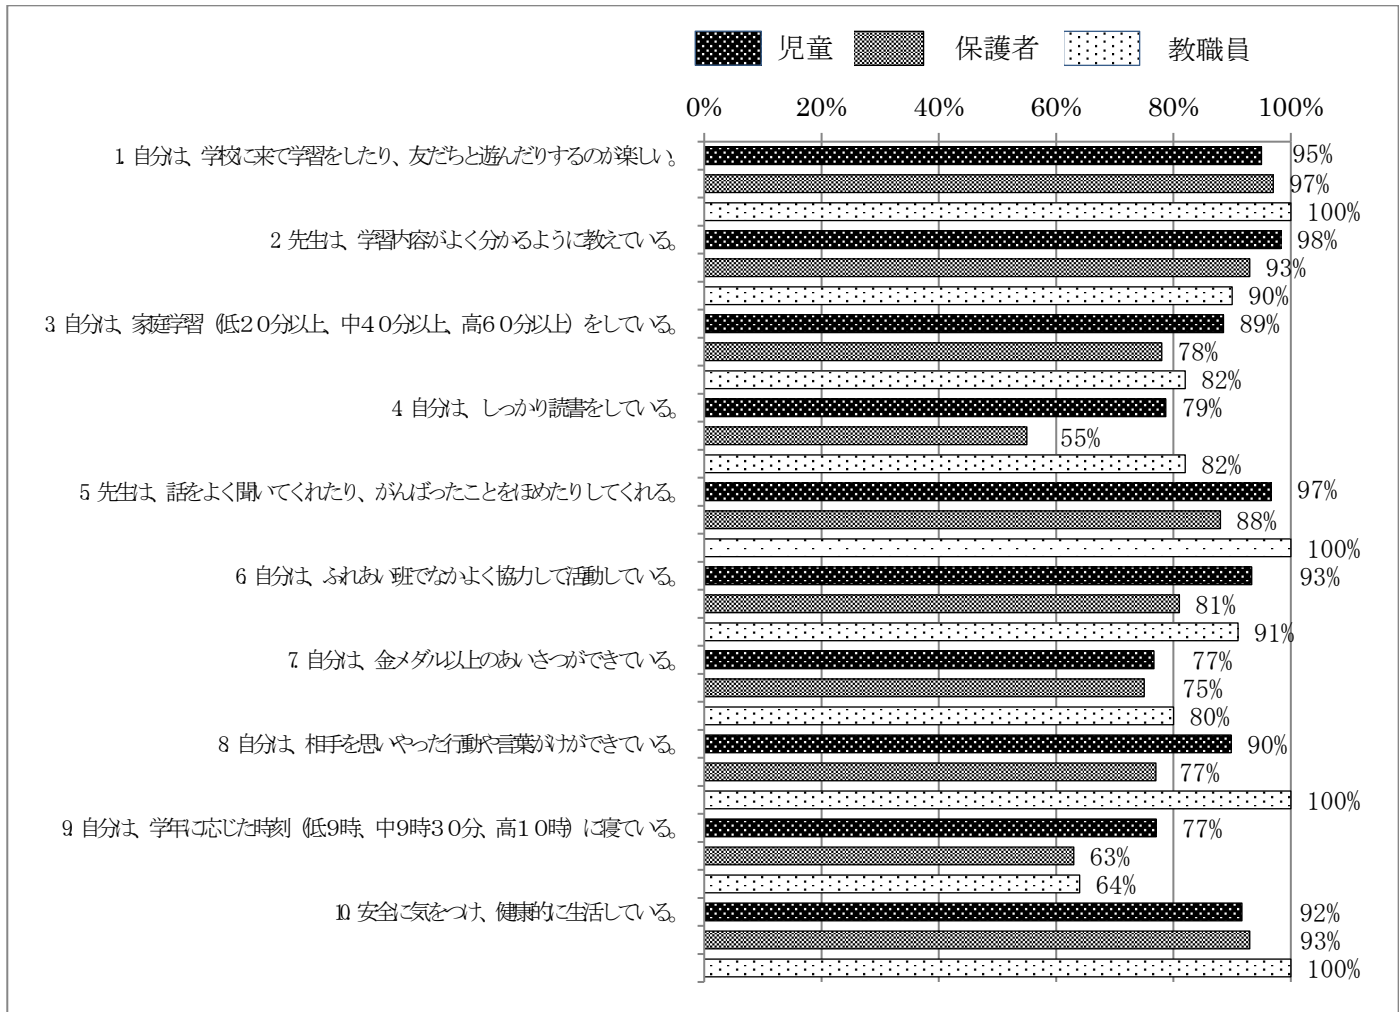 児童 保護者 教職員
0% 20% 40% 60% 80% 100%
1. 自分は、学校に来て学習をしたり、友だちと遊んだりするのが楽しい。 95%
97%
100%
2. 先生は、学習内容がよく分かるように教えている。 98%
93%
90%
3. 自分は、家庭学習（低２０分以上、中４０分以上、高６０分以上）をしている。 89%
78%
82%
4. 自分は、しっかり読書をしている。 79%
55%
82%
5. 先生は、話をよく聞いてくれたり、がんばったことをほめたりしてくれる。 97%
88%
100%
6. 自分は、ふれあい班でなかよく協力して活動している。 93%
81%
91%
7. 自分は、金メダル以上のあいさつができている。 77%
75%
80%
8. 自分は、相手を思いやった行動や言葉がけができている。 90%
77%
100%
9. 自分は、学年に応じた時刻（低９時、中９時３０分、高１０時）に寝ている。 77%
63%
64%
10. 安全に気をつけ、健康的に生活している。 92%
93%
100%